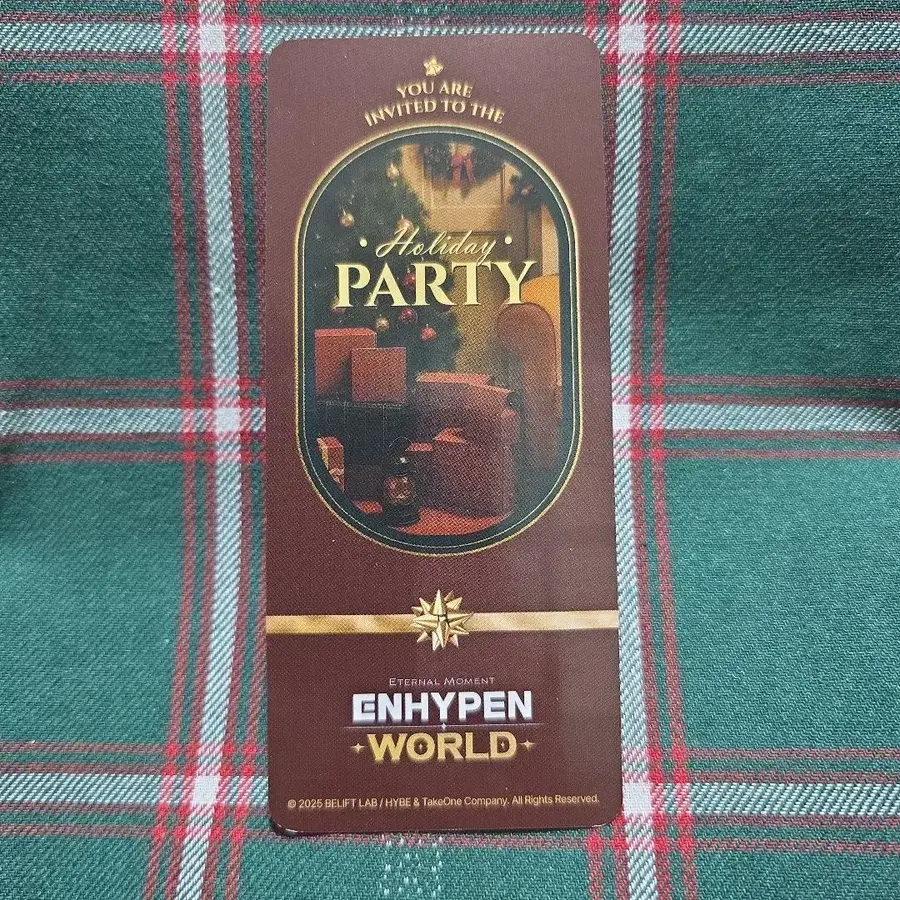 YOU ARE
INVITED TO THE
• Holiday •
PARTY
ETERNAL MOMENT
ENHYPEN
WORLD
© 2025 BELIFT LAB / HYBE & TakeOne Company. All Rights Reserved.